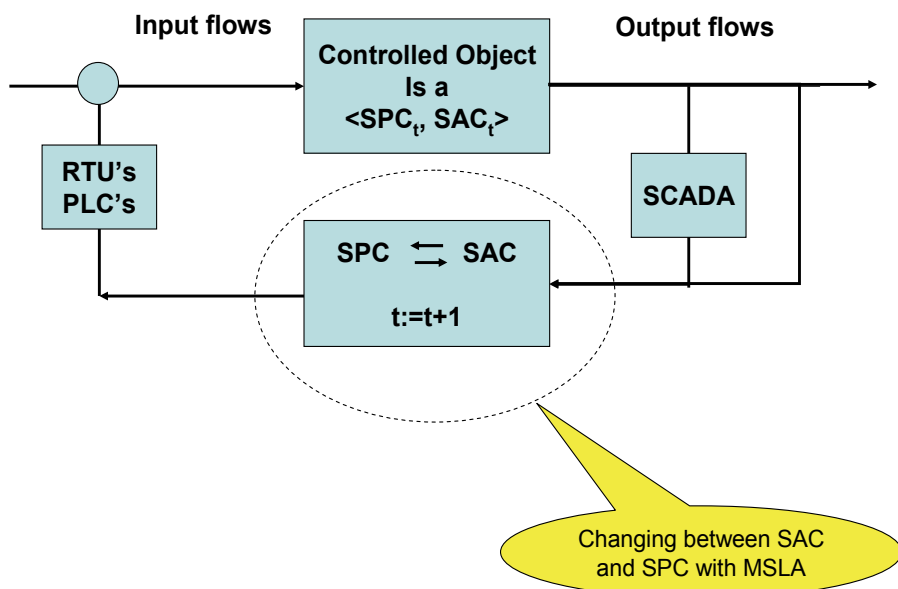 Input flows
Output flows
Controlled Object
Is a
<SPCt, SACt>
RTU's
PLC's
SCADA
SPC ⇄ SAC
t:=t+1
Changing between SAC
and SPC with MSLA